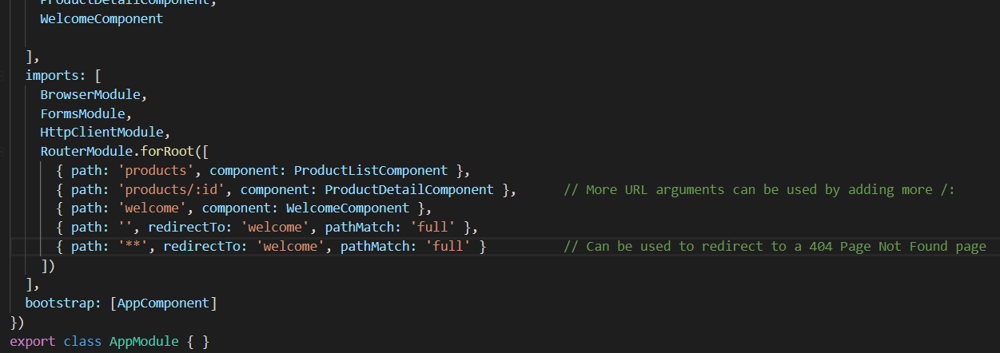 ProductDetailComponent,
WelcomeComponent
],
imports: [
BrowserModule,
FormsModule,
HttpClientModule,
RouterModule.forRoot([
{ path: 'products', component: ProductListComponent },
{ path: 'products/:id', component: ProductDetailComponent }, // More URL arguments can be used by adding more /:
{ path: 'welcome', component: WelcomeComponent },
{ path: '', redirectTo: 'welcome', pathMatch: 'full' },
{ path: '**', redirectTo: 'welcome', pathMatch: 'full' } // Can be used to redirect to a 404 Page Not Found page
])
],
bootstrap: [AppComponent]
})
export class AppModule { }